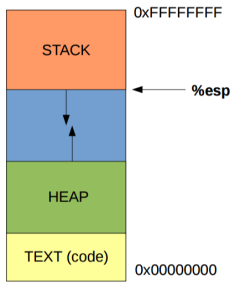 0xFFFFFFFF
STACK
%esp
HEAP
TEXT (code)
0x00000000